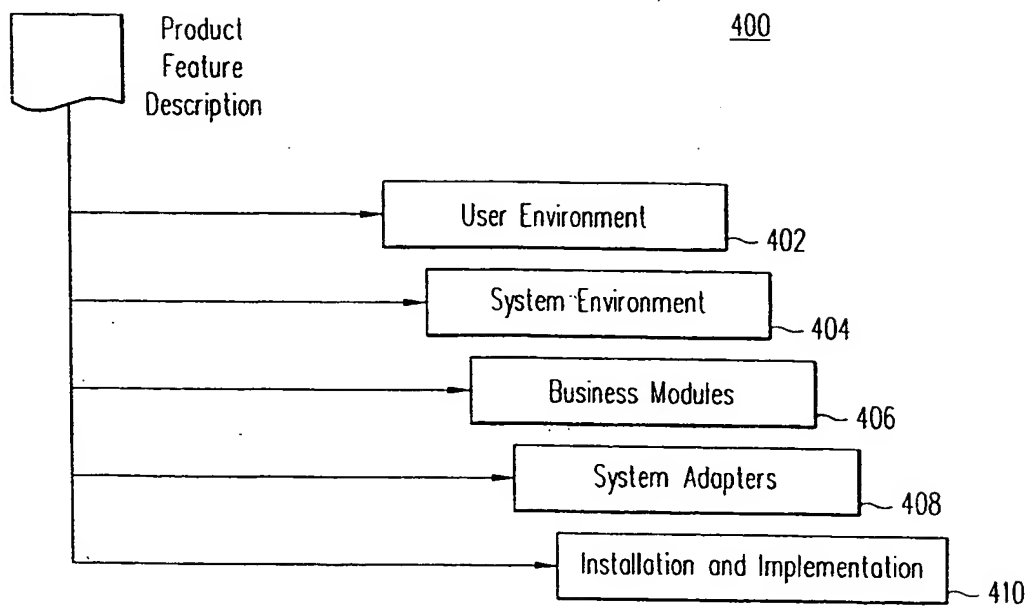 Product
Feature
Description
400
User Environment
402
System Environment
404
Business Modules
406
System Adapters
408
Installation and Implementation
410